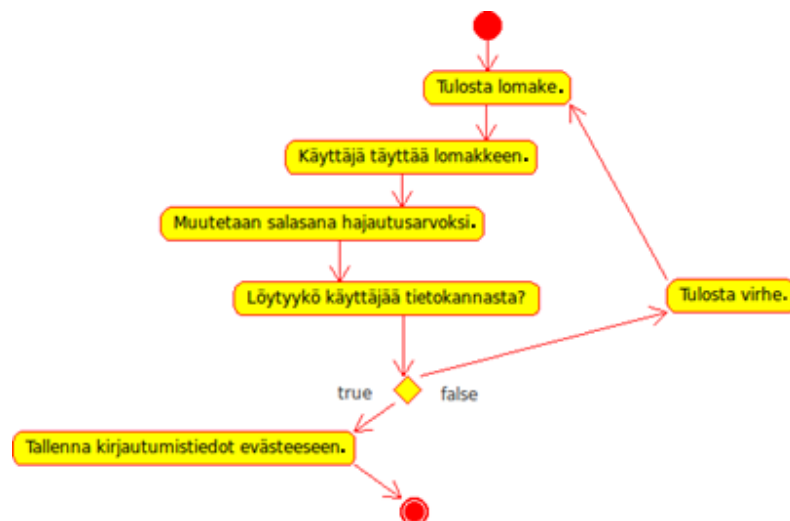 Tulosta lomake.
Käyttäjä täyttää lomakkeen.
Muutetaan salasana hajautusarvoksi.
Löytyykö käyttäjää tietokannasta?
Tulosta virhe.
true
false
Tallenna kirjautumistiedot evästeeseen.